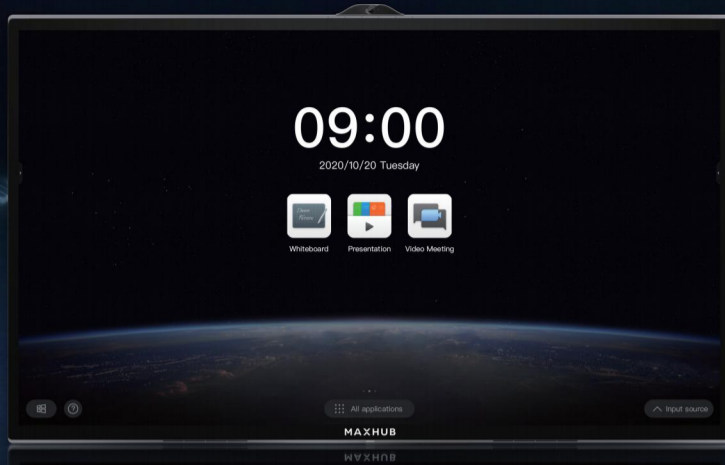 09:00
2020/10/20 Tuesday
Whiteboard Presentation Video Meeting
All applications
Input source
MAXHUB